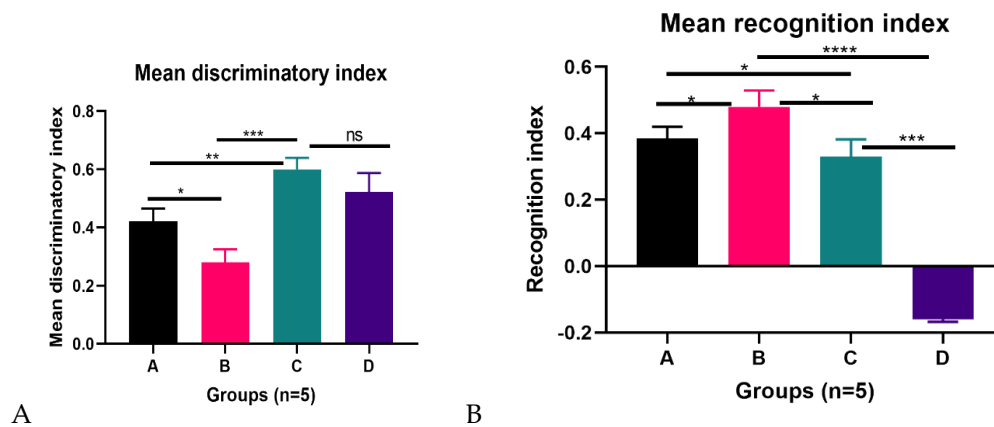 Mean discriminatory index
Mean discriminatory index
0.8
0.6
0.4
0.2
0.0
*
**
***
ns
A B C D
Groups (n=5)
A
Mean recognition index
Recognition index
0.6
0.4
0.2
0.0
-0.2
****
*
*
*
***
A B C D
Groups (n=5)
B